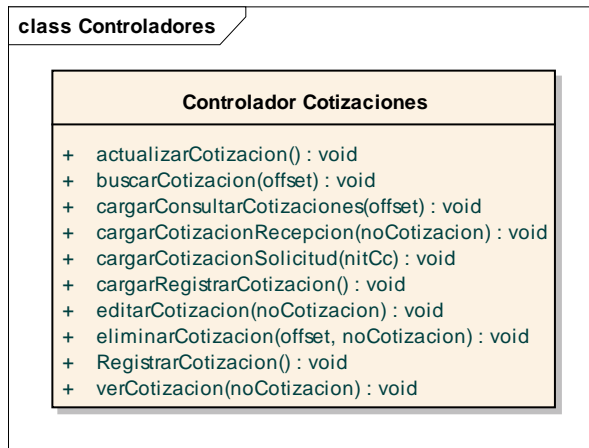 class Controladores
Controlador Cotizaciones
+ actualizarCotizacion() : void
+ buscarCotizacion(offset) : void
+ cargarConsultarCotizaciones(offset) : void
+ cargarCotizacionRecepcion(noCotizacion) : void
+ cargarCotizacionSolicitud(nitCc) : void
+ cargarRegistrarCotizacion() : void
+ editarCotizacion(noCotizacion) : void
+ eliminarCotizacion(offset, noCotizacion) : void
+ RegistrarCotizacion() : void
+ verCotizacion(noCotizacion) : void